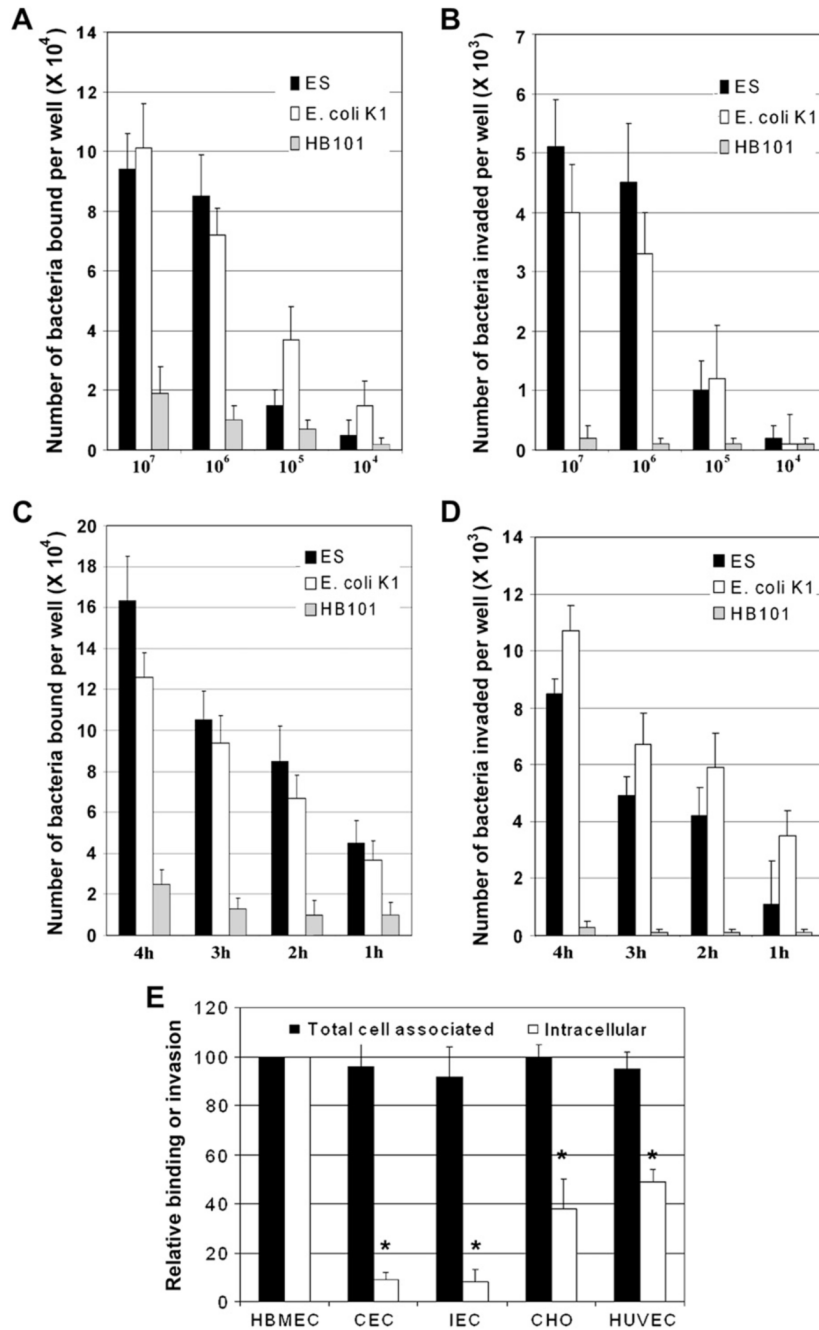 A
Number of bacteria bound per well (X 10⁴)
14
12
10
8
6
4
2
0
ES
E. coli K1
HB101
10⁷ 10⁶ 10⁵ 10⁴
B
Number of bacteria invaded per well (X 10³)
7
6
5
4
3
2
1
0
ES
E. coli K1
HB101
10⁷ 10⁶ 10⁵ 10⁴
C
Number of bacteria bound per well (X 10⁴)
20
18
16
14
12
10
8
6
4
2
0
ES
E. coli K1
HB101
4h 3h 2h 1h
D
Number of bacteria invaded per well (X 10³)
14
12
10
8
6
4
2
0
ES
E. coli K1
HB101
4h 3h 2h 1h
E
Relative binding or invasion
120
100
80
60
40
20
0
Total cell associated Intracellular
* * * *
HBMEC CEC IEC CHO HUVEC